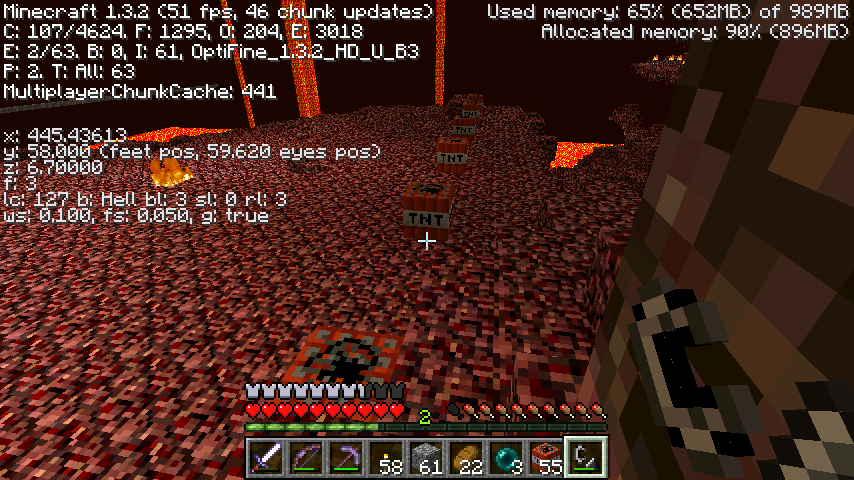 Minecraft 1.3.2 (51 fps, 46 chunk updates)
C: 107/4624, F: 1295, O: 204, E: 3018
E: 2/63, B: 0, I: 61, OptiFine_1.3.2_HD_U_B3
P: 2, T: All: 63
MultiplayerChunkCache: 441
x: 445.43613
y: 58.000 (feet pos, 59.620 eyes pos)
z: 6.70000
f: 3
lc: 127 b: Hell bl: 3 sl: 0 rl: 3
ws: 0.100, fs: 0.050, g: true
Used memory: 65% (652MB) of 989MB
Allocated memory: 90% (896MB)
TNT
TNT
TNT
2
58
61
22
3
55